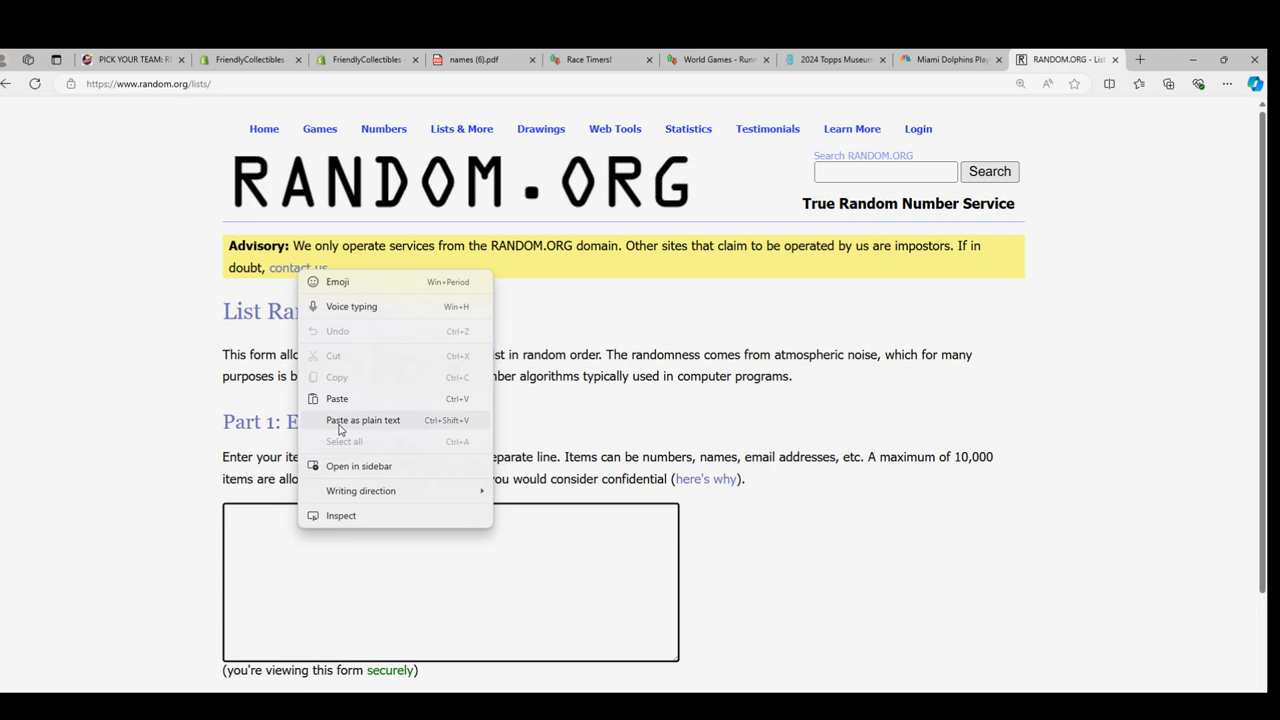 PICK YOUR TEAM: R
FriendlyCollectibles
FriendlyCollectibles
names (6).pdf
Race Timers!
World Games - Runn
2024 Topps Museum
Miami Dolphins Play
RANDOM.ORG - List
https://www.random.org/lists/
Home Games Numbers Lists & More Drawings Web Tools Statistics Testimonials Learn More Login
RANDOM.ORG
Search RANDOM.ORG
Search
True Random Number Service
Advisory: We only operate services from the RANDOM.ORG domain. Other sites that claim to be operated by us are impostors. If in
doubt, contact us
List Ra
This form allo
st in random order. The randomness comes from atmospheric noise, which for many
purposes is b
ber algorithms typically used in computer programs.
Part 1: E
Enter your ite
eparate line. Items can be numbers, names, email addresses, etc. A maximum of 10,000
items are allo
you would consider confidential (here's why).
Emoji Win+Period
Voice typing Win+H
Undo Ctrl+Z
Cut Ctrl+X
Copy Ctrl+C
Paste Ctrl+V
Paste as plain text Ctrl+Shift+V
Select all Ctrl+A
Open in sidebar
Writing direction
Inspect
(you're viewing this form securely)